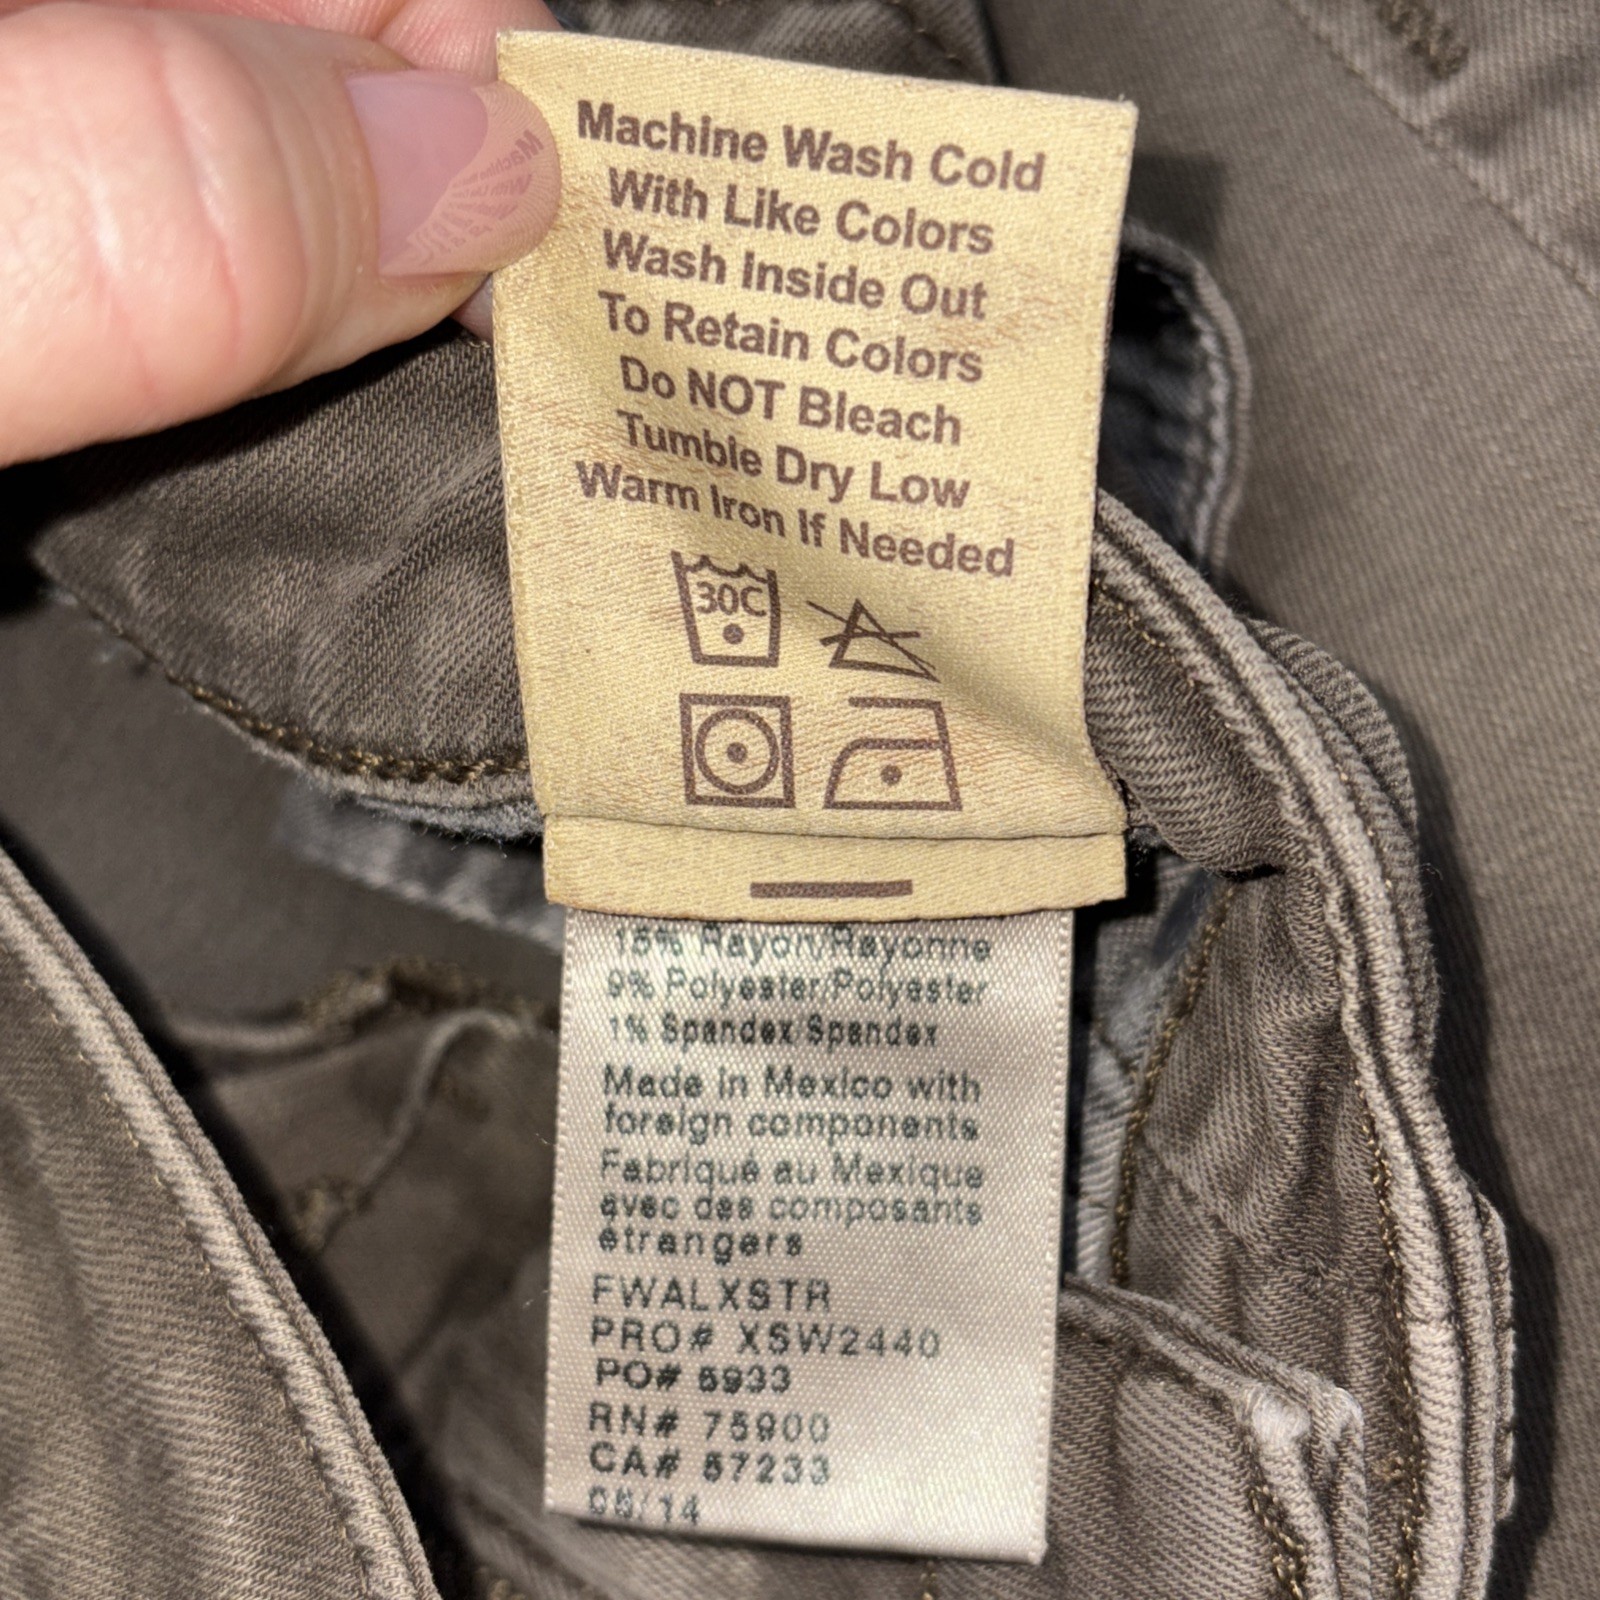 Machine Wash Cold
With Like Colors
Wash Inside Out
To Retain Colors
Do NOT Bleach
Tumble Dry Low
Warm Iron If Needed
30C
15% Rayon/Rayonne
9% Polyester/Polyester
1% Spandex/Spandex
Made in Mexico with
foreign components
Fabriqué au Mexique
avec des composants
étrangers
FWALXSTR
PRO# XSW2440
PO# 5933
RN# 75900
CA# 57233